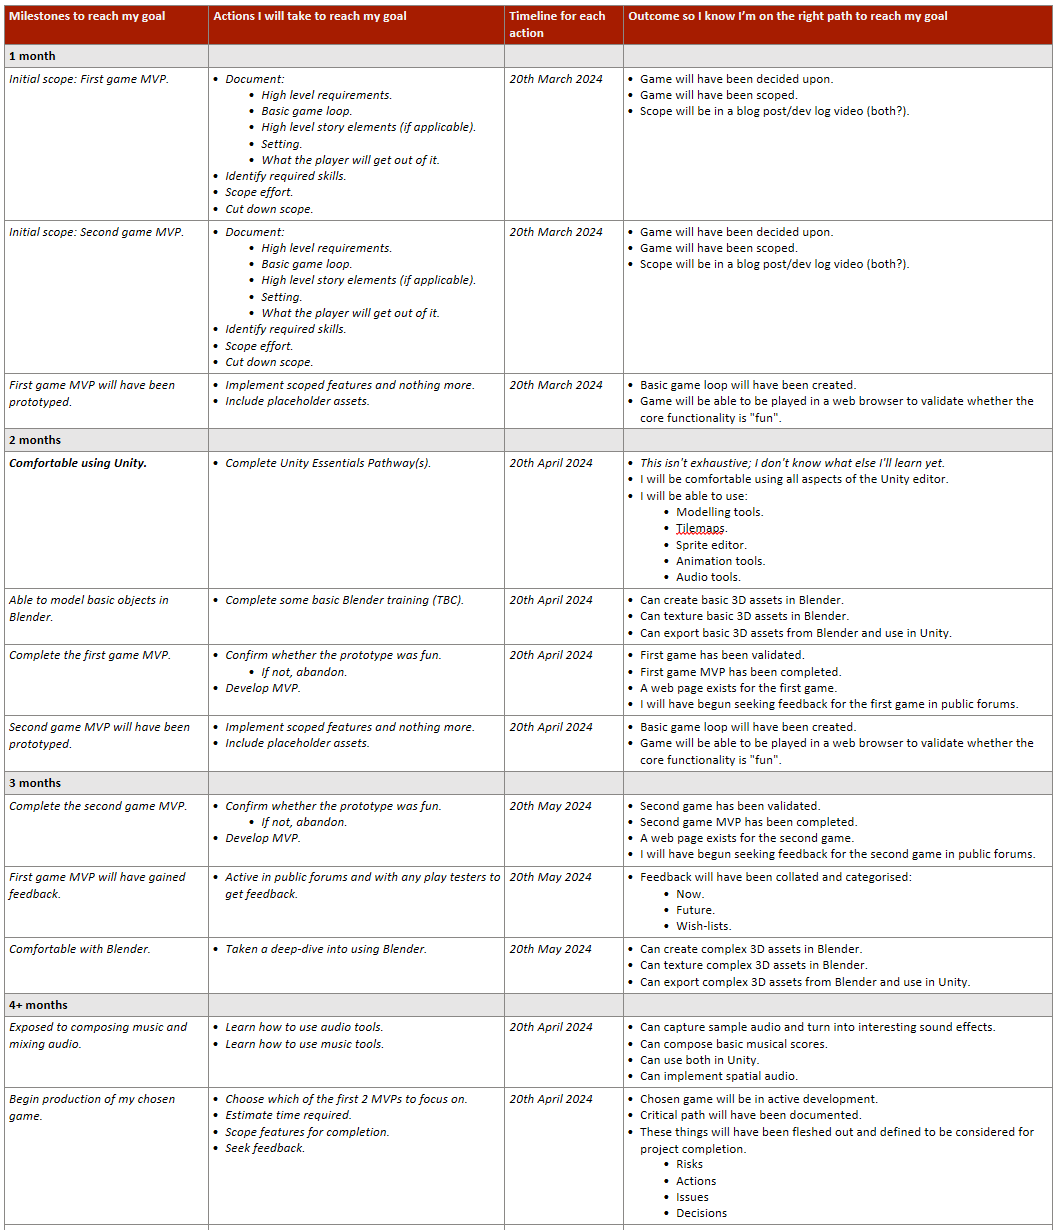 Milestones to reach my goal
Actions I will take to reach my goal
Timeline for each
action
Outcome so I know I'm on the right path to reach my goal
1 month
Initial scope: First game MVP.
• Document:
• High level requirements.
• Basic game loop.
• High level story elements (if applicable).
• Setting.
• What the player will get out of it.
• Identify required skills.
• Scope effort.
• Cut down scope.
20th March 2024
• Game will have been decided upon.
• Game will have been scoped.
• Scope will be in a blog post/dev log video (both?).
Initial scope: Second game MVP.
• Document:
• High level requirements.
• Basic game loop.
• High level story elements (if applicable).
• Setting.
• What the player will get out of it.
• Identify required skills.
• Scope effort.
• Cut down scope.
20th March 2024
• Game will have been decided upon.
• Game will have been scoped.
• Scope will be in a blog post/dev log video (both?).
First game MVP will have been
prototyped.
• Implement scoped features and nothing more.
• Include placeholder assets.
20th March 2024
• Basic game loop will have been created.
• Game will be able to be played in a web browser to validate whether the
core functionality is "fun".
2 months
Comfortable using Unity.
• Complete Unity Essentials Pathway(s).
20th April 2024
• This isn't exhaustive; I don't know what else I'll learn yet.
• I will be comfortable using all aspects of the Unity editor.
• I will be able to use:
• Modelling tools.
• Tilemaps.
• Sprite editor.
• Animation tools.
• Audio tools.
Able to model basic objects in
Blender.
• Complete some basic Blender training (TBC).
20th April 2024
• Can create basic 3D assets in Blender.
• Can texture basic 3D assets in Blender.
• Can export basic 3D assets from Blender and use in Unity.
Complete the first game MVP.
• Confirm whether the prototype was fun.
• If not, abandon.
• Develop MVP.
20th April 2024
• First game has been validated.
• First game MVP has been completed.
• A web page exists for the first game.
• I will have begun seeking feedback for the first game in public forums.
Second game MVP will have been
prototyped.
• Implement scoped features and nothing more.
• Include placeholder assets.
20th April 2024
• Basic game loop will have been created.
• Game will be able to be played in a web browser to validate whether the
core functionality is "fun".
3 months
Complete the second game MVP.
• Confirm whether the prototype was fun.
• If not, abandon.
• Develop MVP.
20th May 2024
• Second game has been validated.
• Second game MVP has been completed.
• A web page exists for the second game.
• I will have begun seeking feedback for the second game in public forums.
First game MVP will have gained
feedback.
• Active in public forums and with any play testers to
get feedback.
20th May 2024
• Feedback will have been collated and categorised:
• Now.
• Future.
• Wish-lists.
Comfortable with Blender.
• Taken a deep-dive into using Blender.
20th May 2024
• Can create complex 3D assets in Blender.
• Can texture complex 3D assets in Blender.
• Can export complex 3D assets from Blender and use in Unity.
4+ months
Exposed to composing music and
mixing audio.
• Learn how to use audio tools.
• Learn how to use music tools.
20th April 2024
• Can capture sample audio and turn into interesting sound effects.
• Can compose basic musical scores.
• Can use both in Unity.
• Can implement spatial audio.
Begin production of my chosen
game.
• Choose which of the first 2 MVPs to focus on.
• Estimate time required.
• Scope features for completion.
• Seek feedback.
20th April 2024
• Chosen game will be in active development.
• Critical path will have been documented.
• These things will have been fleshed out and defined to be considered for
project completion.
• Risks
• Actions
• Issues
• Decisions